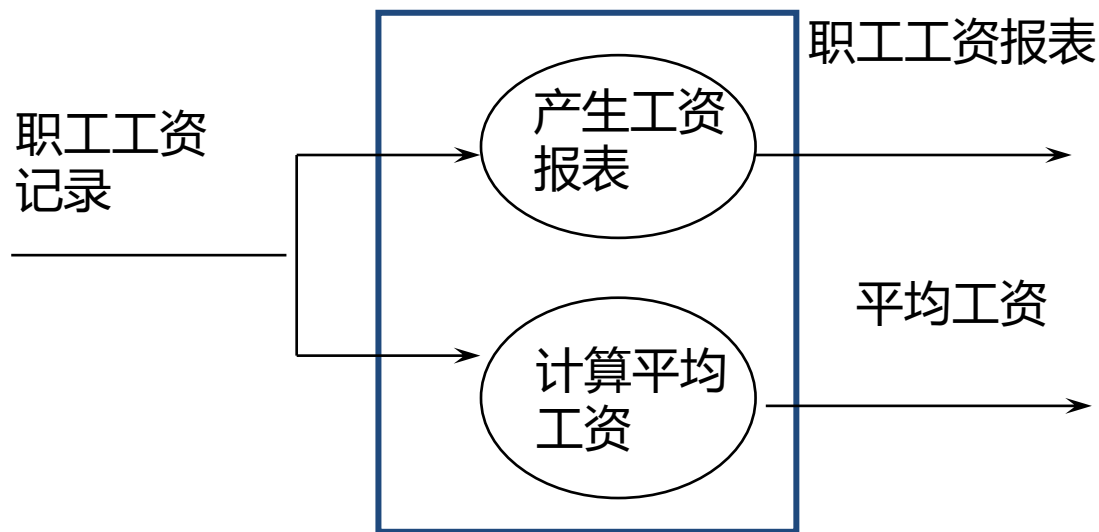 职工工资报表
产生工资
报表
职工工资
记录
平均工资
计算平均
工资